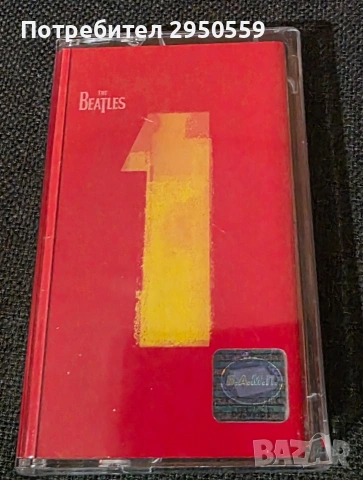 Потребител 2950559
THE
BEATLES
1
B.A.M.П.
BAZAR